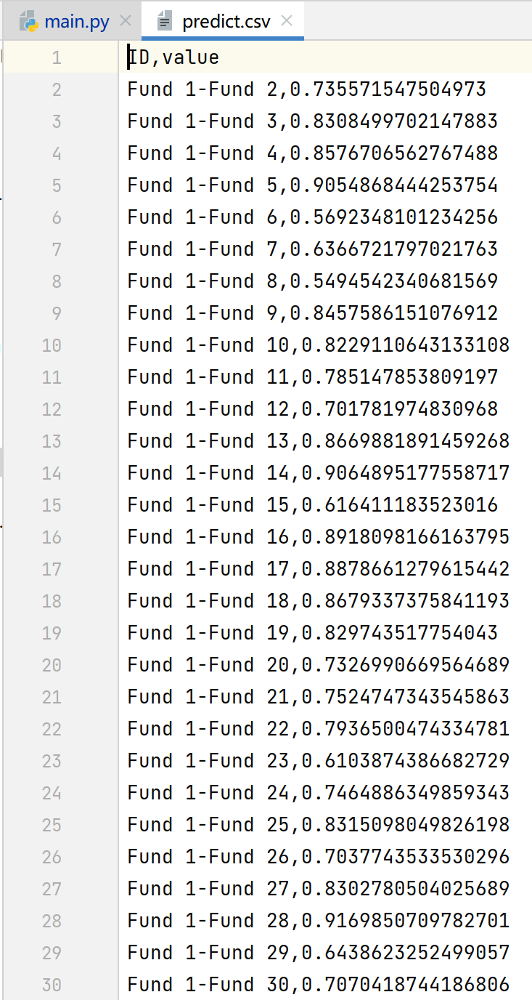 main.py predict.csv
1 ID,value
2 Fund 1-Fund 2,0.735571547504973
3 Fund 1-Fund 3,0.8308499702147883
4 Fund 1-Fund 4,0.8576706562767488
5 Fund 1-Fund 5,0.9054868444253754
6 Fund 1-Fund 6,0.5692348101234256
7 Fund 1-Fund 7,0.6366721797021763
8 Fund 1-Fund 8,0.5494542340681569
9 Fund 1-Fund 9,0.8457586151076912
10 Fund 1-Fund 10,0.8229110643133108
11 Fund 1-Fund 11,0.785147853809197
12 Fund 1-Fund 12,0.701781974830968
13 Fund 1-Fund 13,0.8669881891459268
14 Fund 1-Fund 14,0.9064895177558717
15 Fund 1-Fund 15,0.616411183523016
16 Fund 1-Fund 16,0.8918098166163795
17 Fund 1-Fund 17,0.8878661279615442
18 Fund 1-Fund 18,0.8679337375841193
19 Fund 1-Fund 19,0.829743517754043
20 Fund 1-Fund 20,0.7326990669564689
21 Fund 1-Fund 21,0.7524747343545863
22 Fund 1-Fund 22,0.7936500474334781
23 Fund 1-Fund 23,0.6103874386682729
24 Fund 1-Fund 24,0.7464886349859343
25 Fund 1-Fund 25,0.8315098049826198
26 Fund 1-Fund 26,0.7037743533530296
27 Fund 1-Fund 27,0.8302780504025689
28 Fund 1-Fund 28,0.9169850709782701
29 Fund 1-Fund 29,0.6438623252499057
30 Fund 1-Fund 30,0.7070418744186806